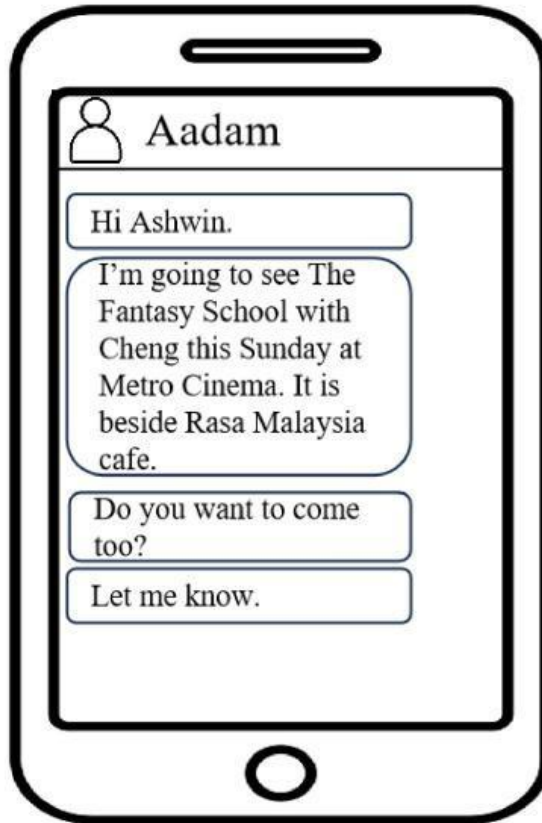 Aadam
Hi Ashwin.
I'm going to see The
Fantasy School with
Cheng this Sunday at
Metro Cinema. It is
beside Rasa Malaysia
cafe.
Do you want to come
too?
Let me know.